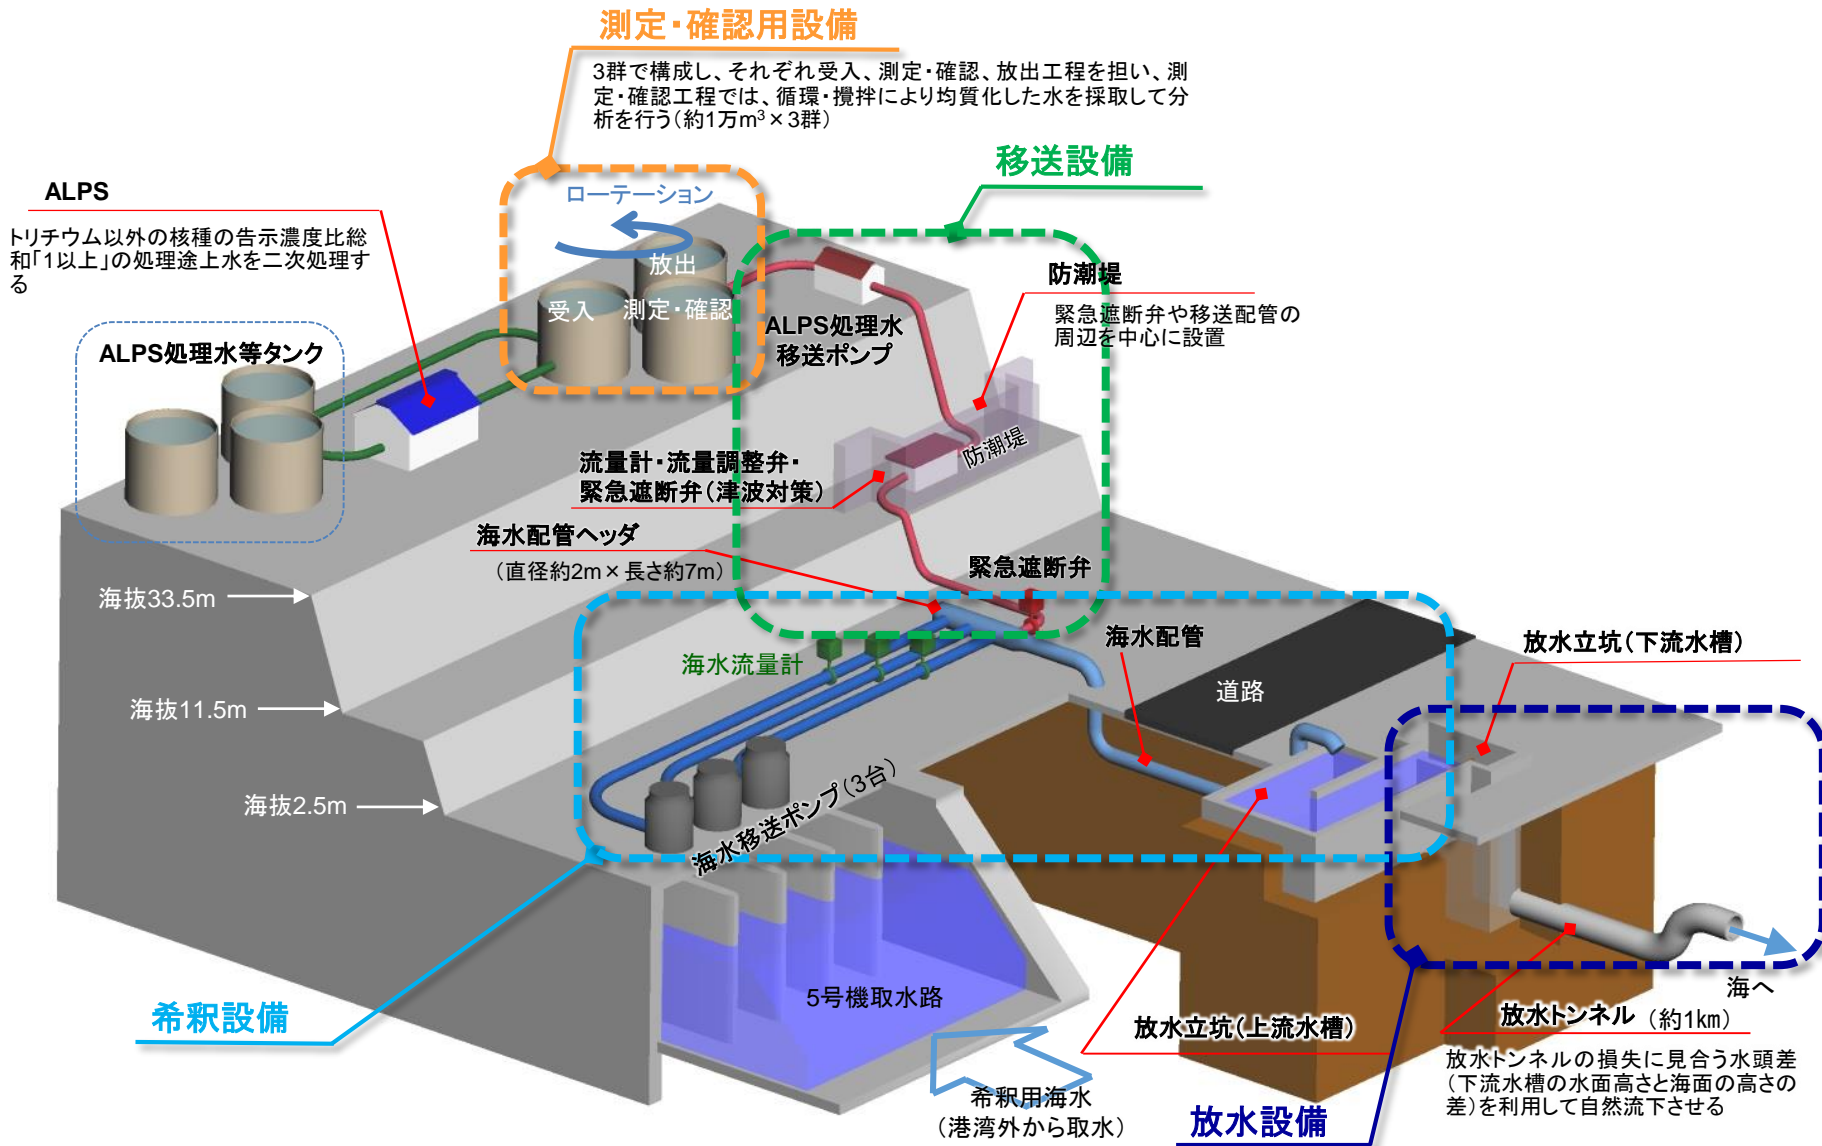 測定・確認用設備
3群で構成し、それぞれ受入、測定・確認、放出工程を担い、測
定・確認工程では、循環・攪拌により均質化した水を採取して分
析を行う(約1万m³×3群)
移送設備
ALPS
トリチウム以外の核種の告示濃度比総
和「1以上」の処理途上水を二次処理す
る
ローテーション
放出
受入
測定・確認
ALPS処理水
移送ポンプ
防潮堤
緊急遮断弁や移送配管の
周辺を中心に設置
ALPS処理水等タンク
防潮堤
流量計・流量調整弁・
緊急遮断弁(津波対策)
海水配管ヘッダ
(直径約2m×長さ約7m)
緊急遮断弁
海抜33.5m
海水配管
放水立坑(下流水槽)
海水流量計
道路
海抜11.5m
海抜2.5m
海水移送ポンプ(3台)
5号機取水路
海へ
希釈設備
放水立坑(上流水槽)
放水トンネル(約1km)
放水トンネルの損失に見合う水頭差
(下流水槽の水面高さと海面の高さの
差)を利用して自然流下させる
希釈用海水
(港湾外から取水)
放水設備